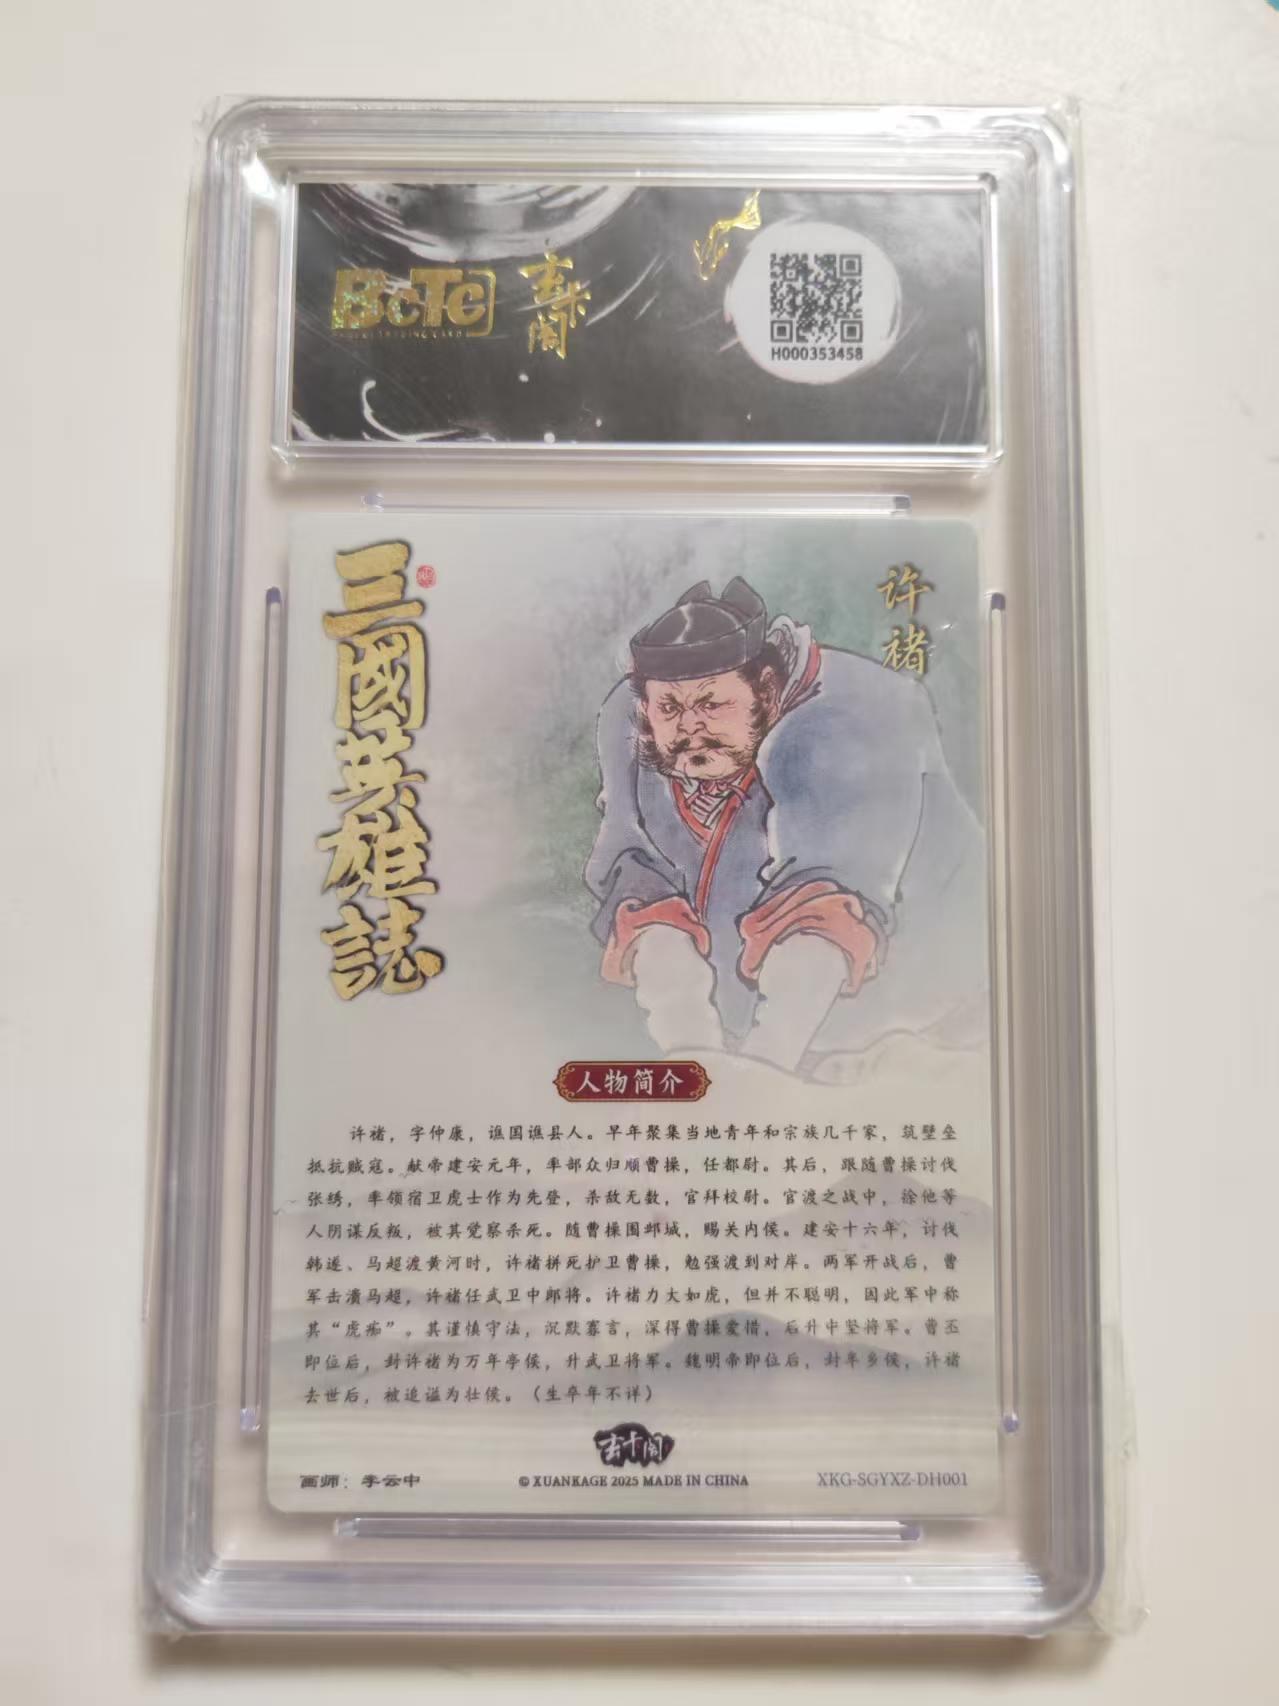 BcTc
玄卡阁
H000353458
三國英雄誌
许褚
人物简介
许褚，字仲康，谯国谯县人。早年聚集当地青年和宗族几千家，筑壁垒
抵抗贼寇。献帝建安元年，率部众归顺曹操，任都尉。其后，跟随曹操讨伐
张绣，率领宿卫虎士作为先登，杀敌无数，官拜校尉。官渡之战中，徐他等
人阴谋反叛，被其觉察杀死。随曹操围邺城，赐关内侯。建安十六年，讨伐
韩遂、马超渡黄河时，许褚拼死护卫曹操，勉强渡到对岸。两军开战后，曹
军击溃马超，许褚任武卫中郎将。许褚力大如虎，但并不聪明，因此军中称
其“虎痴”。其谨慎守法，沉默寡言，深得曹操爱惜，后升中坚将军。曹丕
即位后，封许褚为万年亭侯，升武卫将军。魏明帝即位后，封牟乡侯，许褚
去世后，被追谥为壮侯。（生卒年不详）
玄卡阁
画师：李云中
© XUANKAGE 2025 MADE IN CHINA
XKG-SGYXZ-DH001